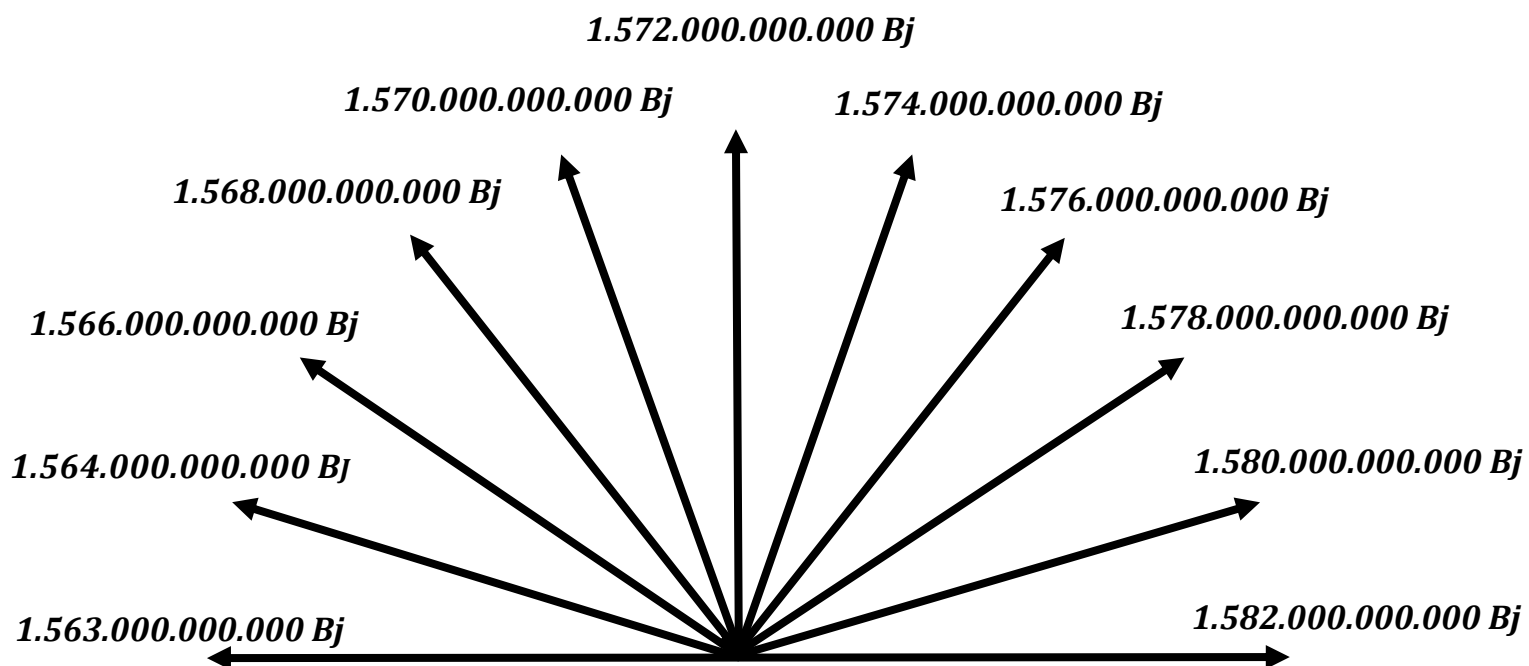 1.572.000.000.000 Bj
1.570.000.000.000 Bj
1.574.000.000.000 Bj
1.568.000.000.000 Bj
1.576.000.000.000 Bj
1.566.000.000.000 Bj
1.578.000.000.000 Bj
1.564.000.000.000 BJ
1.580.000.000.000 Bj
1.563.000.000.000 Bj
1.582.000.000.000 Bj